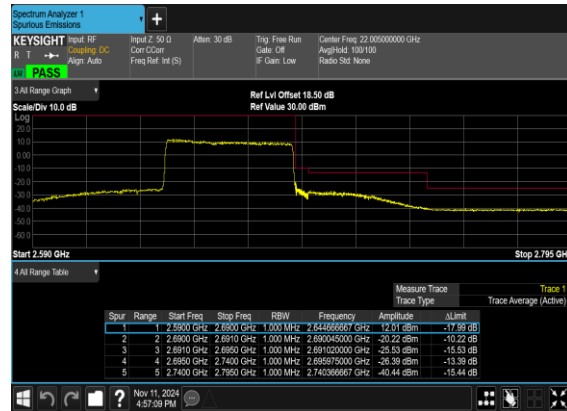 Spectrum Analyzer 1
Spurious Emissions
KEYSIGHT
R T
Input: RF
Coupling: DC
Align: Auto
Input Z: 50 Ω
Corr CCorr
Freq Ref: Int (S)
Atten: 30 dB
Trig: Free Run
Gate: Off
IF Gain: Low
Center Freq: 22.005000000 GHz
Avg|Hold: 100/100
Radio Std: None
PASS
3 All Range Graph
Scale/Div 10.0 dB
Ref Lvl Offset 18.50 dB
Ref Value 30.00 dBm
Log
20.0
10.0
0.00
-10.0
-20.0
-30.0
-40.0
-50.0
-60.0
Start 2.590 GHz
Stop 2.795 GH
4 All Range Table
Measure Trace Trace 1
Trace Type Trace Average (Active)
Spur Range Start Freq Stop Freq RBW Frequency Amplitude ΔLimit
1 1 2.5900 GHz 2.6900 GHz 1.000 MHz 2.644666667 GHz 12.01 dBm -17.99 dB
2 2 2.6900 GHz 2.6910 GHz 1.000 MHz 2.690045000 GHz -20.22 dBm -10.22 dB
3 3 2.6910 GHz 2.6950 GHz 1.000 MHz 2.691020000 GHz -25.53 dBm -15.53 dB
4 4 2.6950 GHz 2.7400 GHz 1.000 MHz 2.695975000 GHz -26.39 dBm -13.39 dB
5 5 2.7400 GHz 2.7950 GHz 1.000 MHz 2.740366667 GHz -40.44 dBm -15.44 dB
Nov 11, 2024
4:57:09 PM